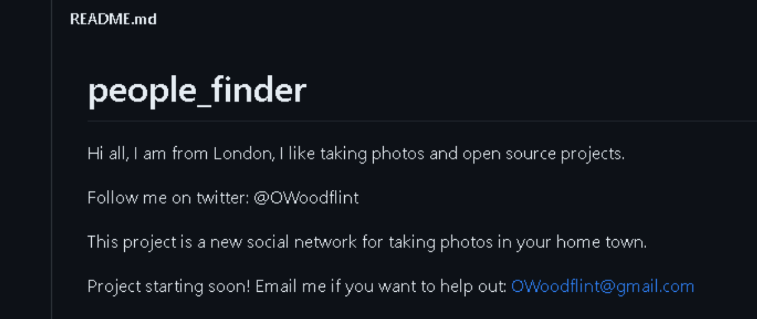 README.md
people_finder
Hi all, I am from London, I like taking photos and open source projects.
Follow me on twitter: @OWoodflint
This project is a new social network for taking photos in your home town.
Project starting soon! Email me if you want to help out: OWoodflint@gmail.com